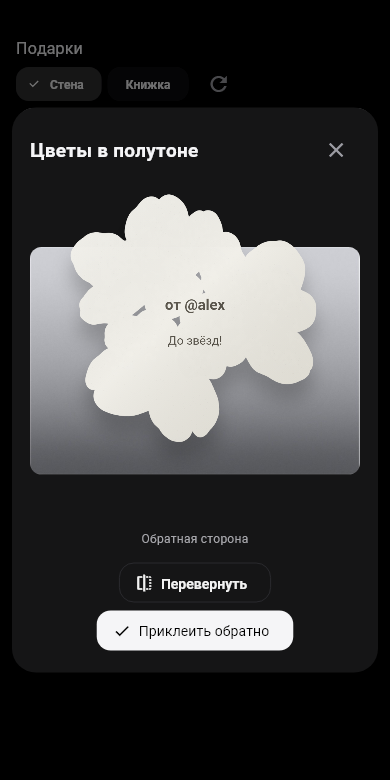 Подарки
Стена
Книжка
Цветы в полутоне
от @alex
До звёзд!
Обратная сторона
Перевернуть
Приклеить обратно